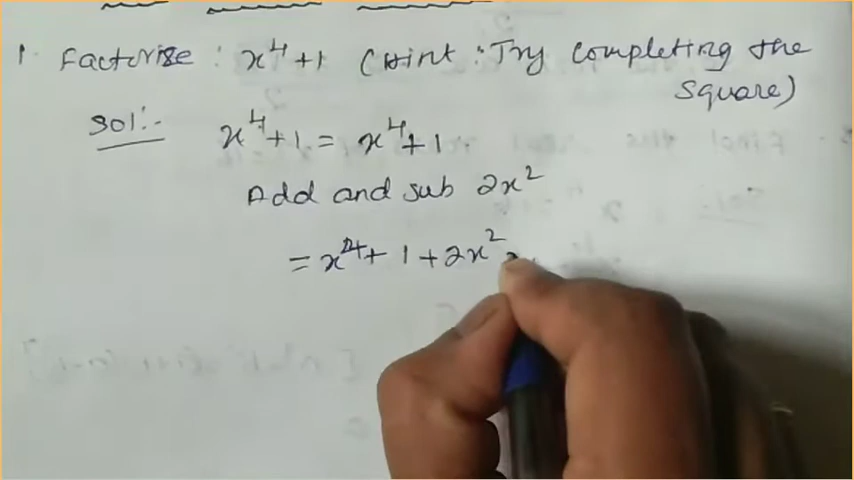 1. Factorise : x⁴+1 (Hint : Try completing the
square)
Sol:- x⁴+1 = x⁴+1
Add and sub 2x²
= x⁴+ 1 + 2x²